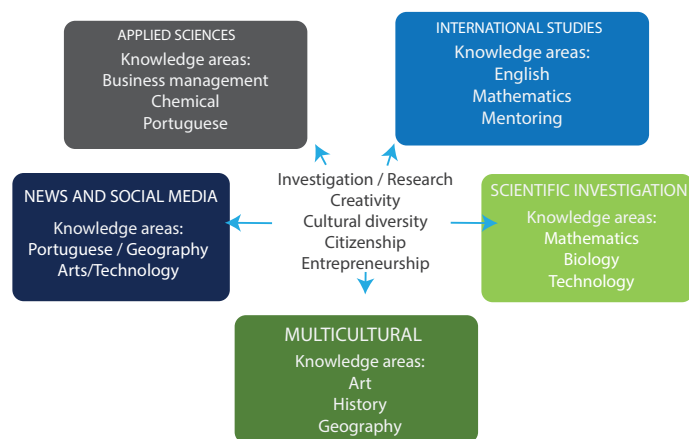 APPLIED SCIENCES
Knowledge areas:
Business management
Chemical
Portuguese
INTERNATIONAL STUDIES
Knowledge areas:
English
Mathematics
Mentoring
Investigation / Research
Creativity
Cultural diversity
Citizenship
Entrepreneurship
NEWS AND SOCIAL MEDIA
Knowledge areas:
Portuguese / Geography
Arts/Technology
SCIENTIFIC INVESTIGATION
Knowledge areas:
Mathematics
Biology
Technology
MULTICULTURAL
Knowledge areas:
Art
History
Geography